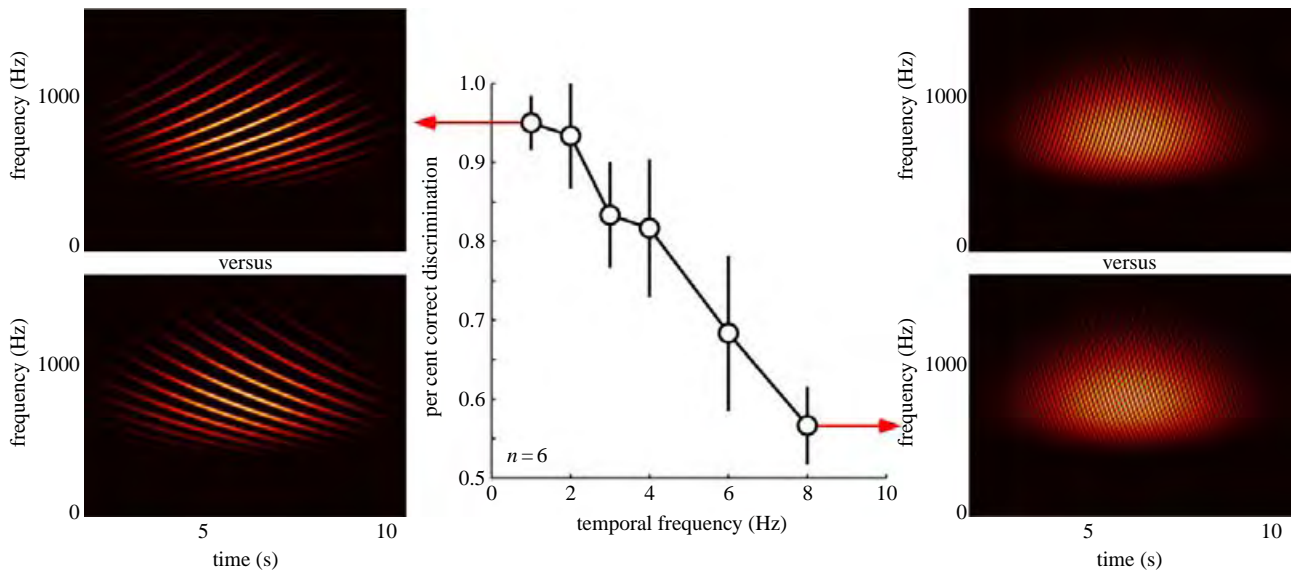 frequency (Hz)
1000
0
versus
frequency (Hz)
1000
0
5
10
time (s)
per cent correct discrimination
1.0
0.9
0.8
0.7
0.6
0.5
n = 6
0
2
4
6
8
10
temporal frequency (Hz)
frequency (Hz)
1000
0
versus
frequency (Hz)
1000
0
5
10
time (s)